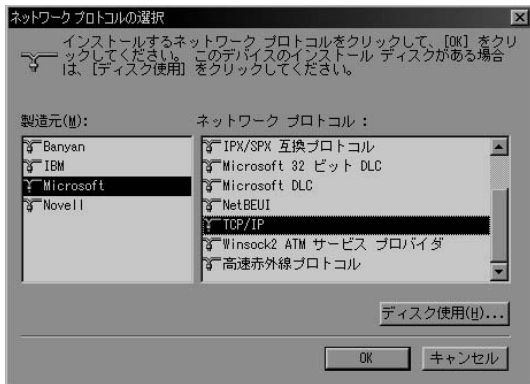 ネットワーク プロトコルの選択
インストールするネットワーク プロトコルをクリックして、[OK] をクリ
ックしてください。 このデバイスのインストール ディスクがある場合
は、[ディスク使用] をクリックしてください。
製造元(M):
Banyan
IBM
Microsoft
Novell
ネットワーク プロトコル :
IPX/SPX 互換プロトコル
Microsoft 32 ビット DLC
Microsoft DLC
NetBEUI
TCP/IP
Winsock2 ATM サービス プロバイダ
高速赤外線プロトコル
ディスク使用(H)...
OK
キャンセル